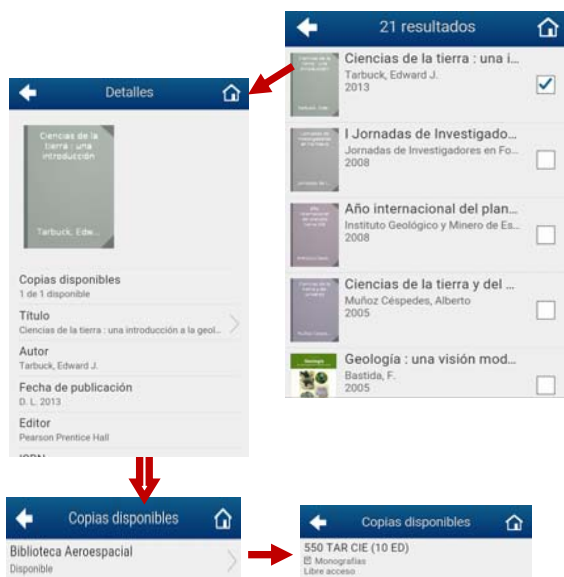 21 resultados
Ciencias de la tierra : una i...
Tarbuck, Edward J.
2013
I Jornadas de Investigado...
Jornadas de Investigadores en Fo...
2008
Año internacional del plan...
Instituto Geológico y Minero de Es...
2008
Ciencias de la tierra y del ...
Muñoz Céspedes, Alberto
2005
Geología : una visión mod...
Bastida, F.
2005
Detalles
Ciencias de la
tierra : una
introducción
Tarbuck, Edw...
Copias disponibles
1 de 1 disponible
Título
Ciencias de la tierra : una introducción a la geol...
Autor
Tarbuck, Edward J.
Fecha de publicación
D. L. 2013
Editor
Pearson Prentice Hall
Copias disponibles
Biblioteca Aeroespacial
Disponible
Copias disponibles
550 TAR CIE (10 ED)
Monografías
Libre acceso